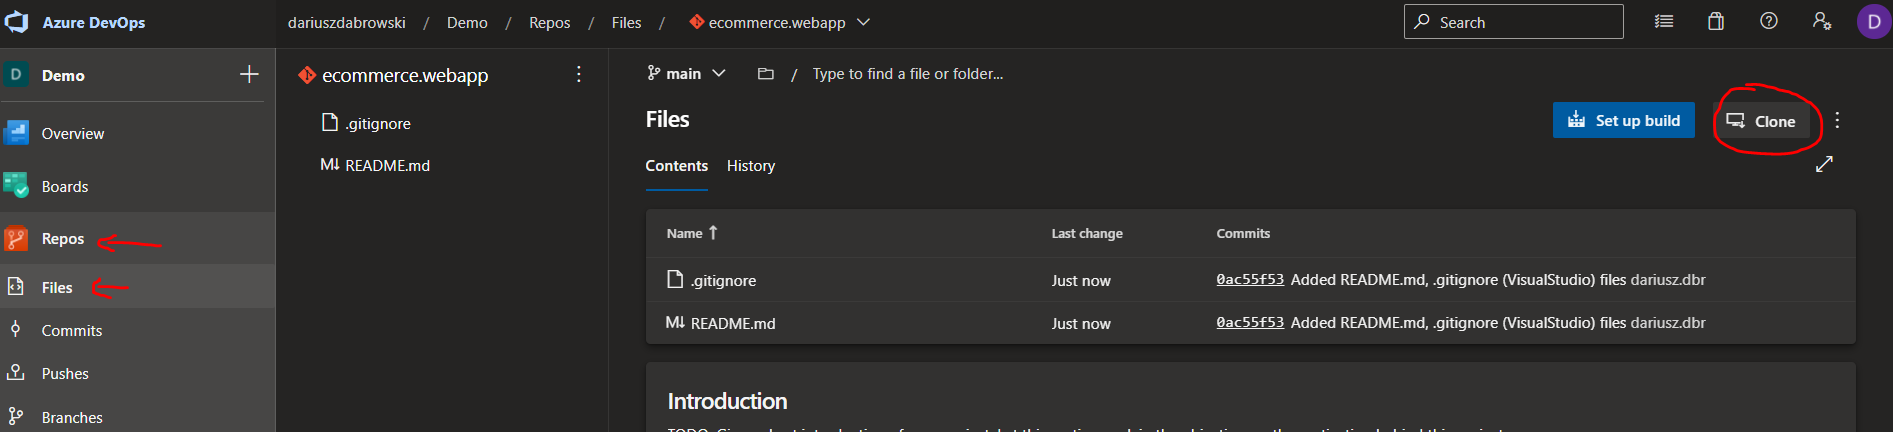 Azure DevOps
dariuszdabrowski / Demo / Repos / Files / ecommerce.webapp
Search
D
D Demo
Overview
Boards
Repos
Files
Commits
Pushes
Branches
ecommerce.webapp
.gitignore
README.md
main / Type to find a file or folder...
Files
Set up build
Clone
Contents History
Name Last change Commits
.gitignore Just now 0ac55f53 Added README.md, .gitignore (VisualStudio) files dariusz.dbr
README.md Just now 0ac55f53 Added README.md, .gitignore (VisualStudio) files dariusz.dbr
Introduction